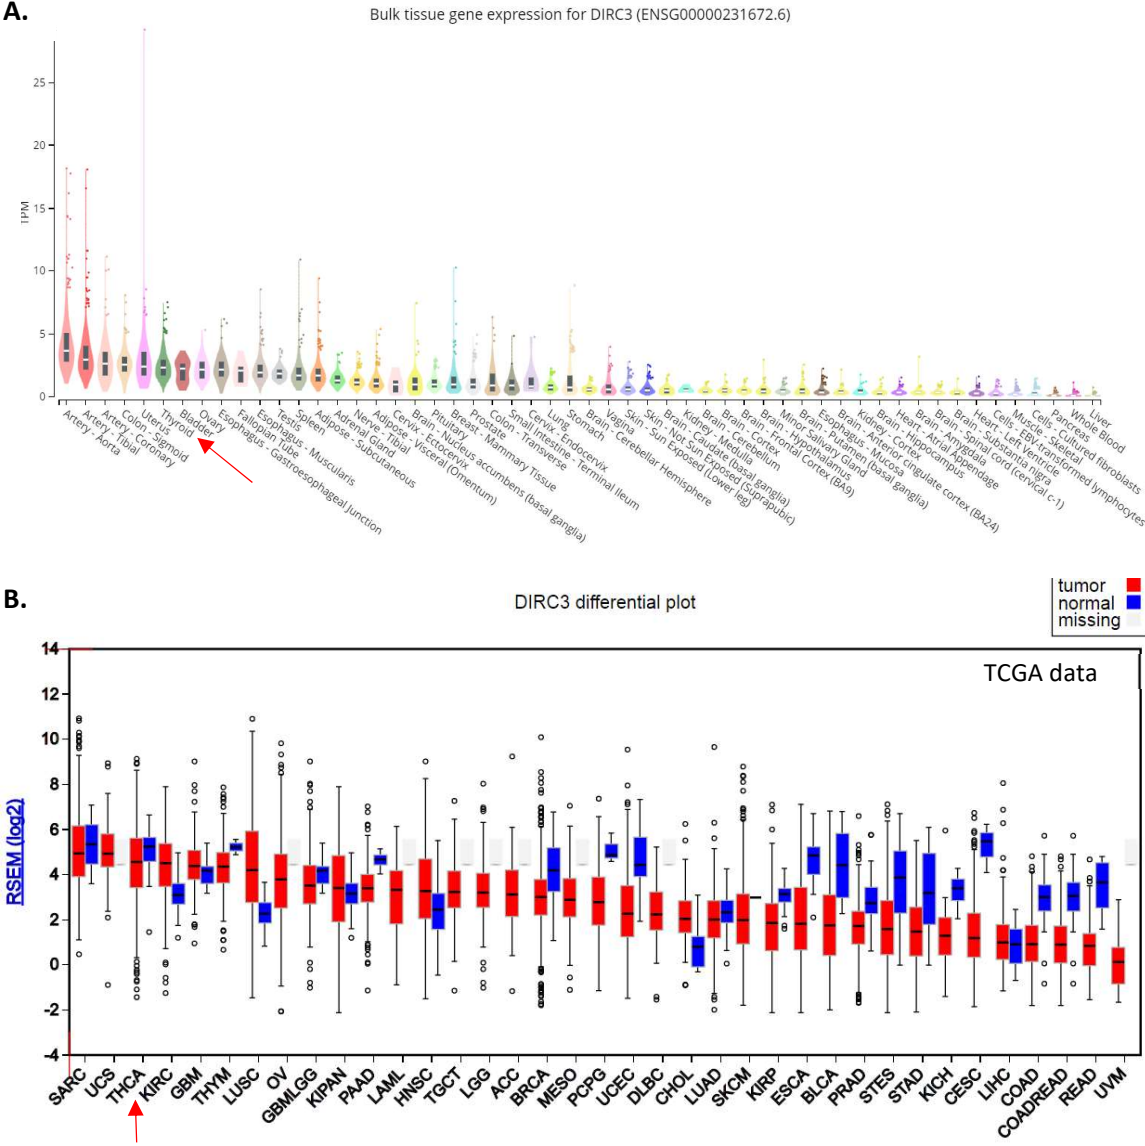 A.
Bulk tissue gene expression for DIRC3 (ENSG00000231672.6)
TPM
25
20
15
10
5
0
Artery - Aorta
Artery - Tibial
Artery - Coronary
Colon - Sigmoid
Uterus
Thyroid
Bladder
Ovary
Esophagus - Gastroesophageal Junction
Fallopian Tube
Esophagus - Muscularis
Testis
Spleen
Adipose - Subcutaneous
Adrenal Gland
Nerve - Tibial
Adipose - Visceral (Omentum)
Cervix - Ectocervix
Brain - Nucleus accumbens (basal ganglia)
Pituitary
Breast - Mammary Tissue
Prostate
Colon - Transverse
Small Intestine - Terminal Ileum
Cervix - Endocervix
Lung
Stomach
Brain - Cerebellar Hemisphere
Vagina
Skin - Sun Exposed (Lower leg)
Skin - Not Sun Exposed (Suprapubic)
Brain - Caudate (basal ganglia)
Kidney - Medulla
Brain - Cerebellum
Brain - Cortex
Brain - Frontal Cortex (BA9)
Brain - Hypothalamus
Minor Salivary Gland
Brain - Putamen (basal ganglia)
Esophagus - Mucosa
Brain - Anterior cingulate cortex (BA24)
Kidney - Cortex
Brain - Hippocampus
Heart - Atrial Appendage
Brain - Amygdala
Brain - Spinal cord (cervical c-1)
Brain - Substantia nigra
Heart - Left Ventricle
Cells - EBV-transformed lymphocytes
Muscle - Skeletal
Cells - Cultured fibroblasts
Pancreas
Whole Blood
Liver
B.
DIRC3 differential plot
tumor
normal
missing
TCGA data
RSEM (log2)
14
12
10
8
6
4
2
0
-2
-4
SARC
UCS
THCA
KIRC
GBM
THYM
LUSC
OV
GBMLGG
KIPAN
PAAD
LAML
HNSC
TGCT
LGG
ACC
BRCA
MESO
PCPG
UCEC
DLBC
CHOL
LUAD
SKCM
KIRP
ESCA
BLCA
PRAD
STES
STAD
KICH
CESC
LIHC
COAD
COADREAD
READ
UVM